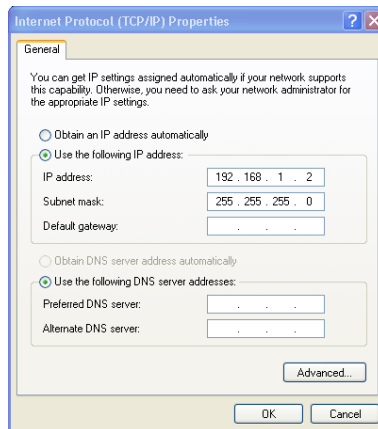 Internet Protocol (TCP/IP) Properties
General
You can get IP settings assigned automatically if your network supports
this capability. Otherwise, you need to ask your network administrator for
the appropriate IP settings.
Obtain an IP address automatically
Use the following IP address:
IP address: 192 . 168 . 1 . 2
Subnet mask: 255 . 255 . 255 . 0
Default gateway: . . .
Obtain DNS server address automatically
Use the following DNS server addresses:
Preferred DNS server: . . .
Alternate DNS server: . . .
Advanced...
OK Cancel